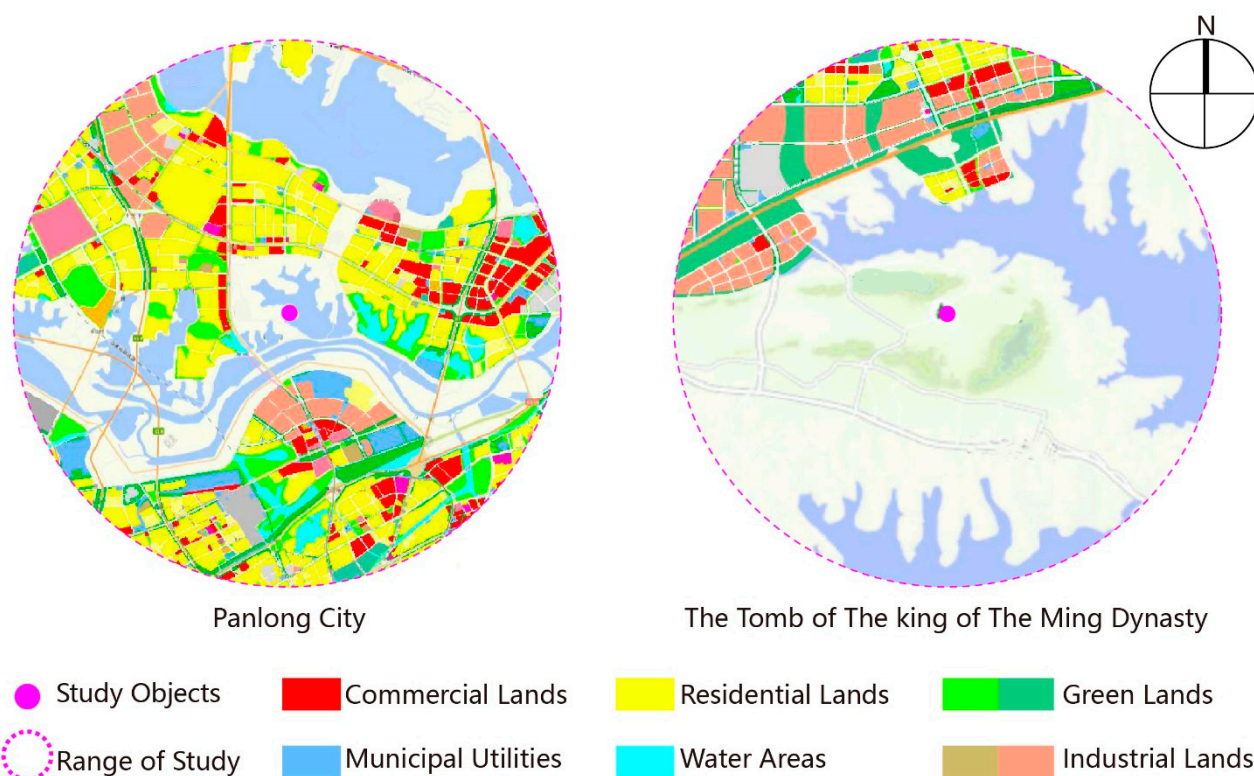 N
Panlong City
The Tomb of The king of The Ming Dynasty
Study Objects
Commercial Lands
Residential Lands
Green Lands
Range of Study
Municipal Utilities
Water Areas
Industrial Lands